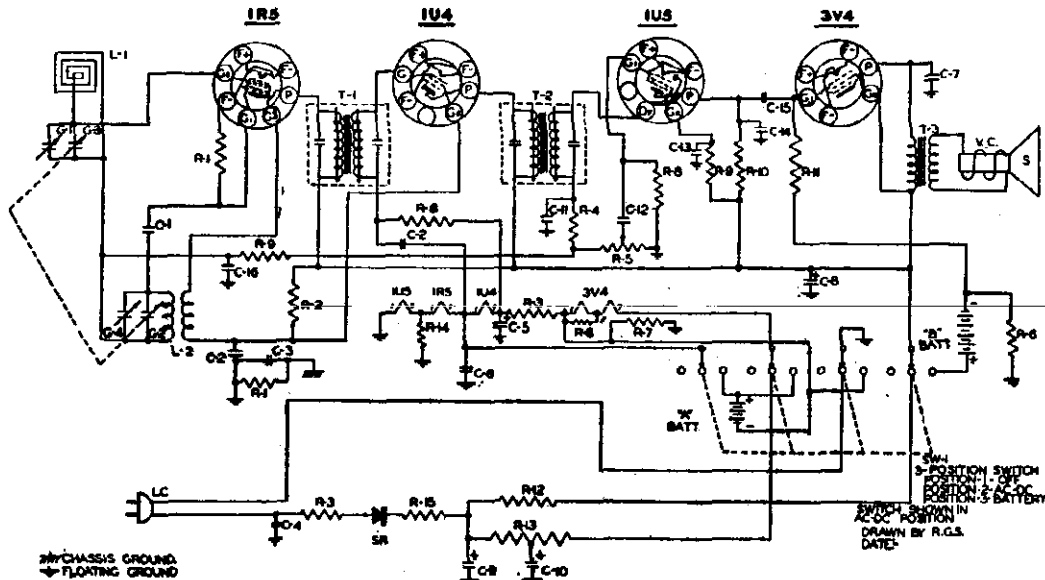 1R5 1U4 1U5 3V4
L-1
T-1 T-2 T-3
C-7
C-15
C-14
C-13
V.C. S
R-1
R-8 R-9 R-10 R-11
R-6
C-2
C-11 R-4
C-12
R-5
R-9
C-16
R-2
C-8
1U5 1R5 1U4 R-3 3V4
R-14
C-5
R-6
R-7
"B"
BATT
R-6
L-2
C-3
R-1
"A"
BATT.
SW-1
3-POSITION SWITCH
POSITION-1-OFF
POSITION-2-AC-DC
POSITION-3-BATTERY
SWITCH SHOWN IN
AC-DC POSITION
DRAWN BY R.G.S.
DATE-
LC
R-3 R-15
SR
R-12
R-13
C-10
CHASSIS GROUND.
FLOATING GROUND